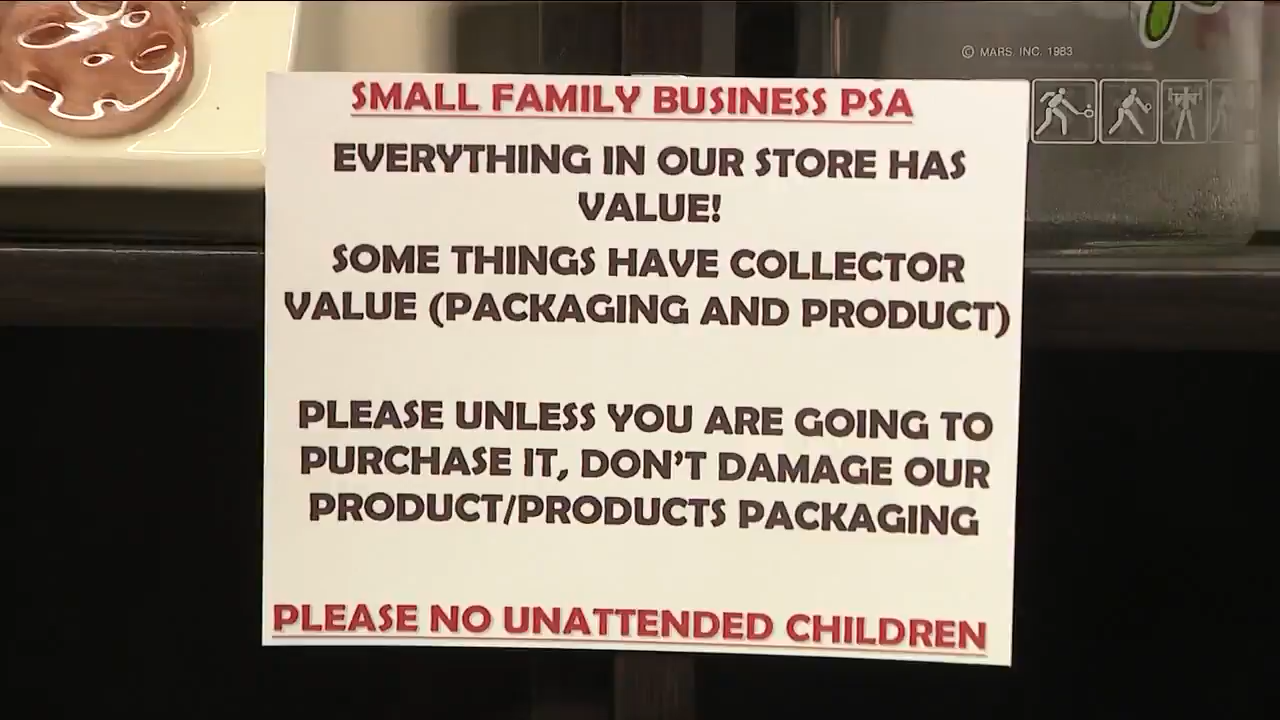 © MARS. INC. 1983
SMALL FAMILY BUSINESS PSA
EVERYTHING IN OUR STORE HAS
VALUE!
SOME THINGS HAVE COLLECTOR
VALUE (PACKAGING AND PRODUCT)
PLEASE UNLESS YOU ARE GOING TO
PURCHASE IT, DON'T DAMAGE OUR
PRODUCT/PRODUCTS PACKAGING
PLEASE NO UNATTENDED CHILDREN